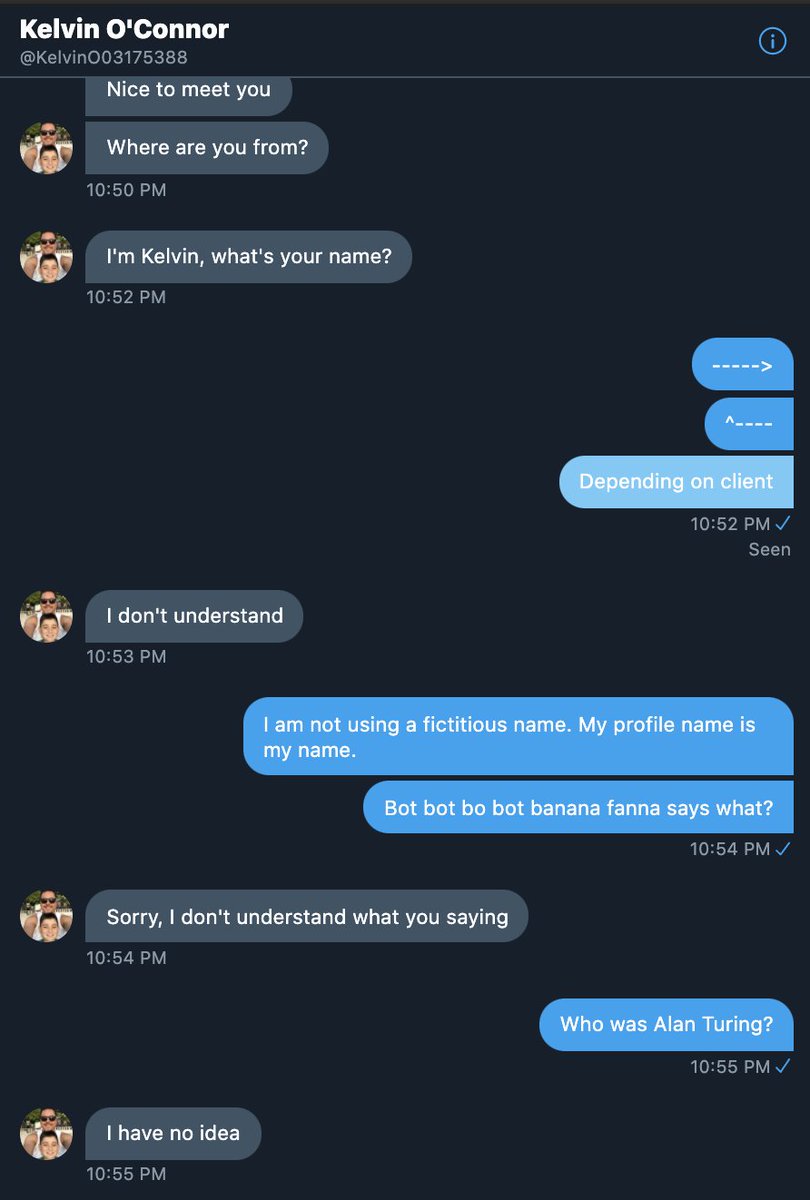 Kelvin O'Connor
@KelvinO03175388
Nice to meet you
Where are you from?
10:50 PM
I'm Kelvin, what's your name?
10:52 PM
----->
^----
Depending on client
10:52 PM
Seen
I don't understand
10:53 PM
I am not using a fictitious name. My profile name is
my name.
Bot bot bo bot banana fanna says what?
10:54 PM
Sorry, I don't understand what you saying
10:54 PM
Who was Alan Turing?
10:55 PM
I have no idea
10:55 PM